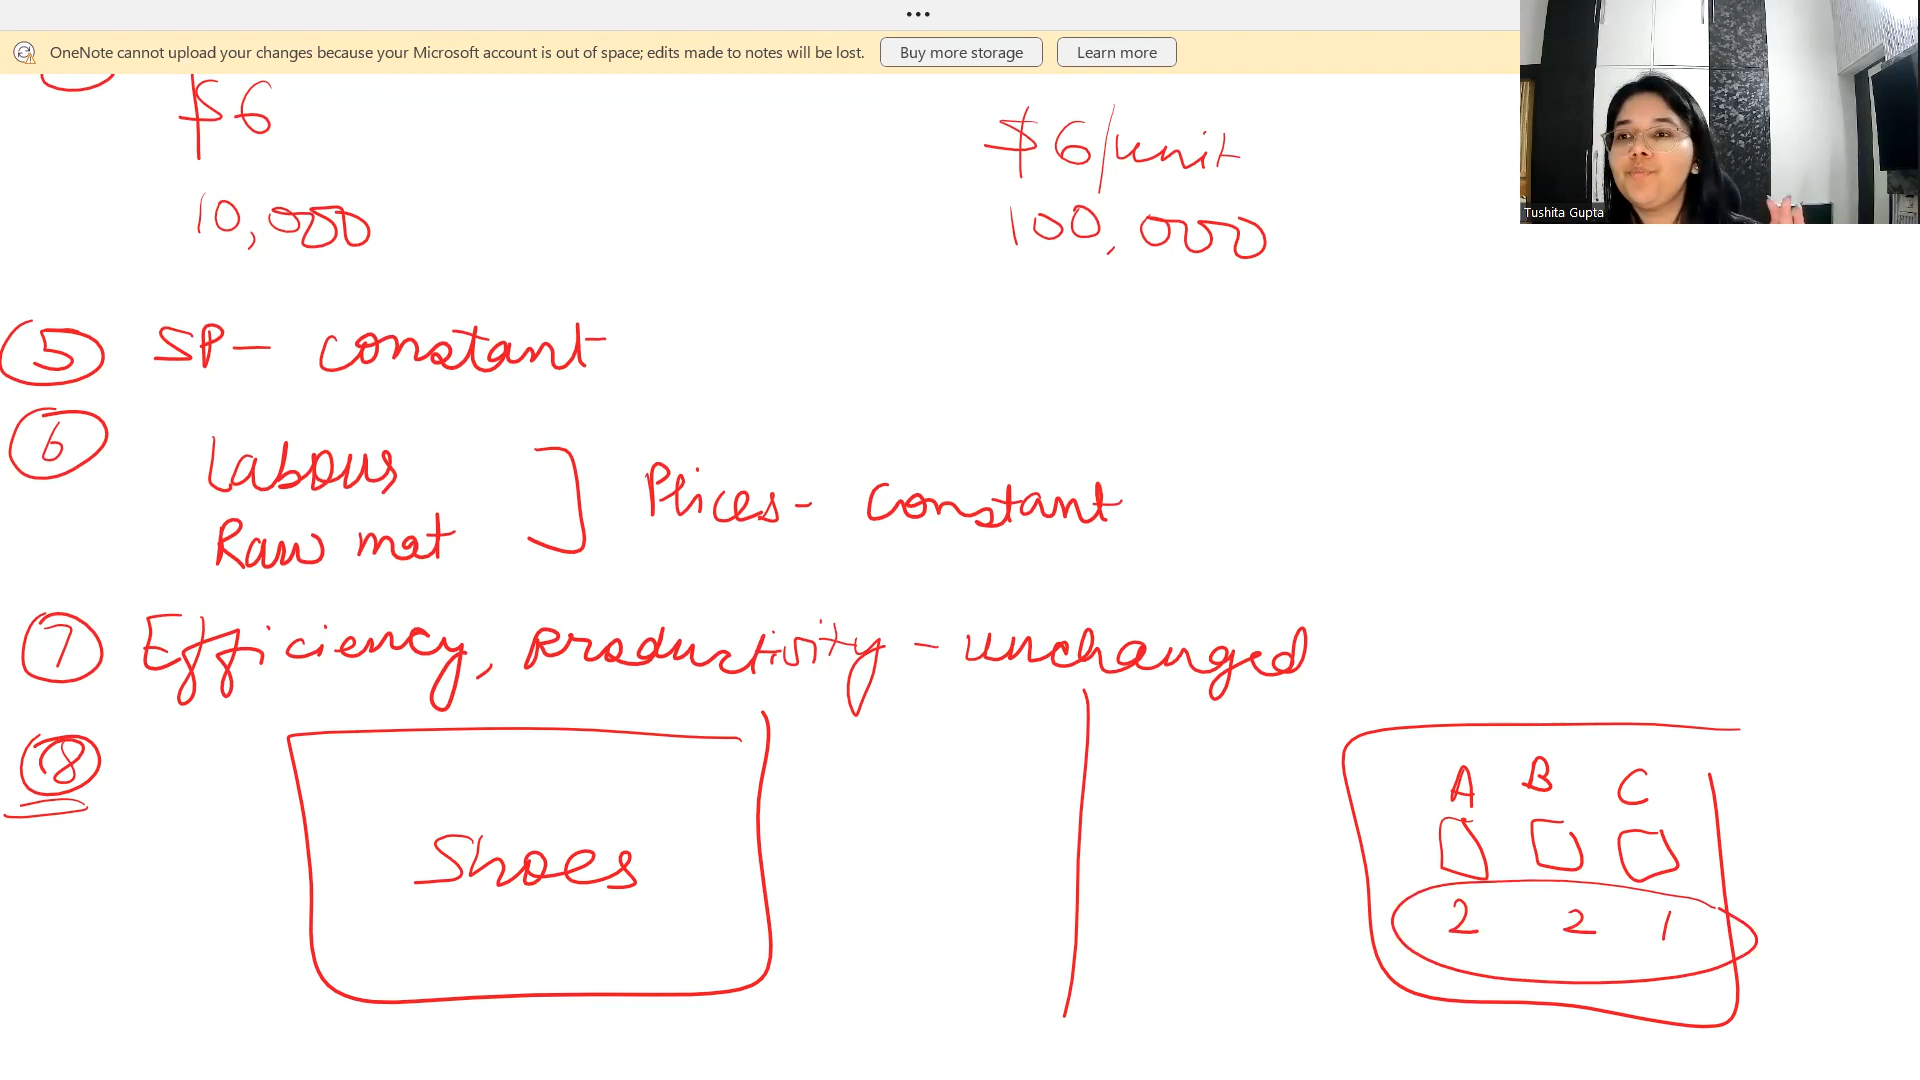 •••
OneNote cannot upload your changes because your Microsoft account is out of space; edits made to notes will be lost. Buy more storage Learn more
Tushita Gupta
$6
$6/unit
10,000
100,000
5 SP - constant
6
Labour
Raw mat
Prices - constant
7 Efficiency, productivity - unchanged
8
Shoes
A B C
2 2 1